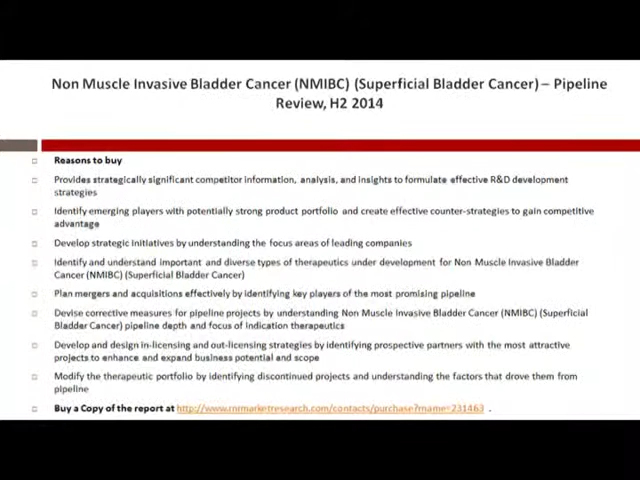 Non Muscle Invasive Bladder Cancer (NMIBC) (Superficial Bladder Cancer) – Pipeline
Review, H2 2014
Reasons to buy
Provides strategically significant competitor information, analysis, and insights to formulate effective R&D development
strategies
Identify emerging players with potentially strong product portfolio and create effective counter-strategies to gain competitive
advantage
Develop strategic initiatives by understanding the focus areas of leading companies
Identify and understand important and diverse types of therapeutics under development for Non Muscle Invasive Bladder
Cancer (NMIBC) (Superficial Bladder Cancer)
Plan mergers and acquisitions effectively by identifying key players of the most promising pipeline
Devise corrective measures for pipeline projects by understanding Non Muscle Invasive Bladder Cancer (NMIBC) (Superficial
Bladder Cancer) pipeline depth and focus of indication therapeutics
Develop and design in-licensing and out-licensing strategies by identifying prospective partners with the most attractive
projects to enhance and expand business potential and scope
Modify the therapeutic portfolio by identifying discontinued projects and understanding the factors that drove them from
pipeline
Buy a Copy of the report at http://www.rnrmarketresearch.com/contacts/purchase?rname=231463 .